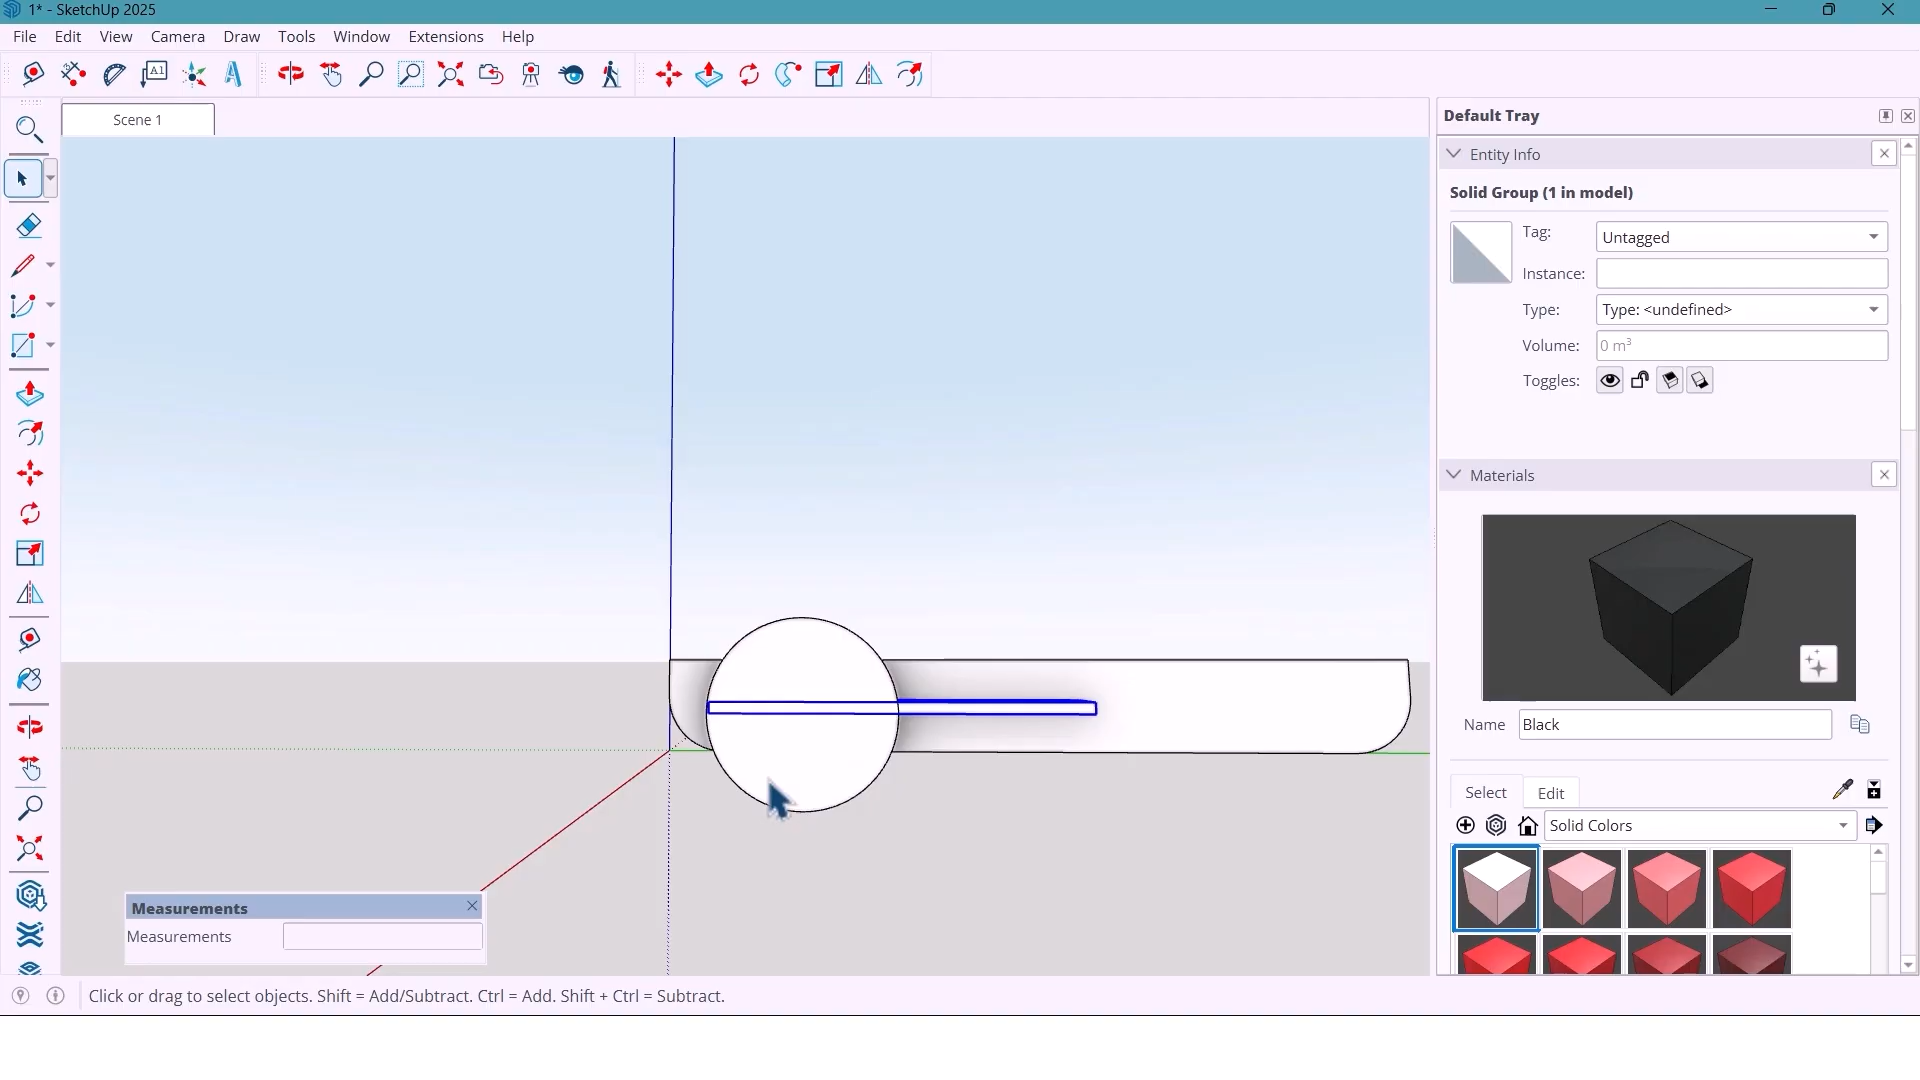 1* - SketchUp 2025
File Edit View Camera Draw Tools Window Extensions Help
A1
Scene 1
Default Tray
Entity Info
Solid Group (1 in model)
Tag: Untagged
Instance:
Type: Type: <undefined>
Volume: 0 m³
Toggles:
Materials
Name Black
Select Edit
Solid Colors
Measurements
Measurements
Click or drag to select objects. Shift = Add/Subtract. Ctrl = Add. Shift + Ctrl = Subtract.